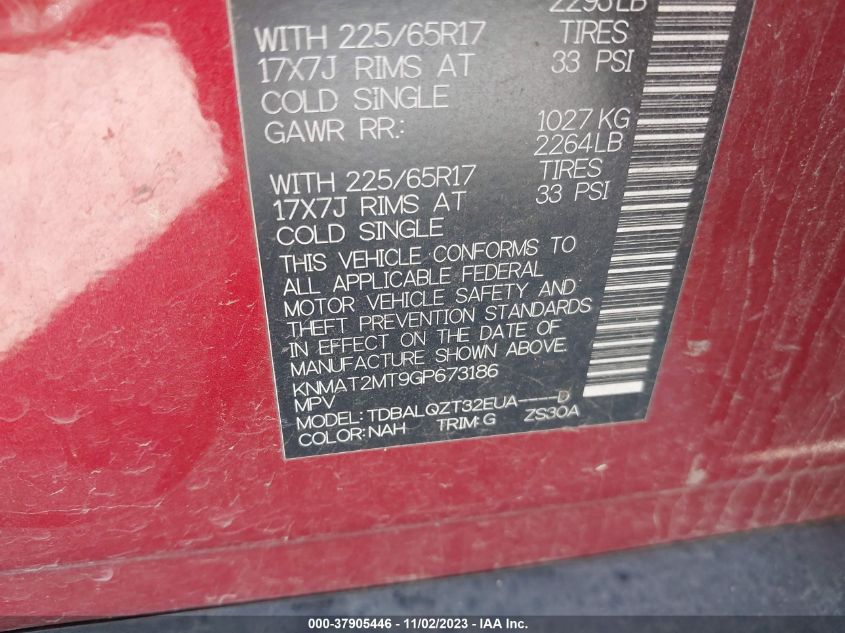 2293LB
WITH 225/65R17 TIRES
17X7J RIMS AT 33 PSI
COLD SINGLE
GAWR RR.: 1027KG
2264LB
WITH 225/65R17 TIRES
17X7J RIMS AT 33 PSI
COLD SINGLE
THIS VEHICLE CONFORMS TO
ALL APPLICABLE FEDERAL
MOTOR VEHICLE SAFETY AND
THEFT PREVENTION STANDARDS
IN EFFECT ON THE DATE OF
MANUFACTURE SHOWN ABOVE.
KNMAT2MT9GP673186
MPV
MODEL: TDBALQZT32EUA----D
COLOR:NAH TRIM:G ZS30A
000-37905446 - 11/02/2023 - IAA Inc.